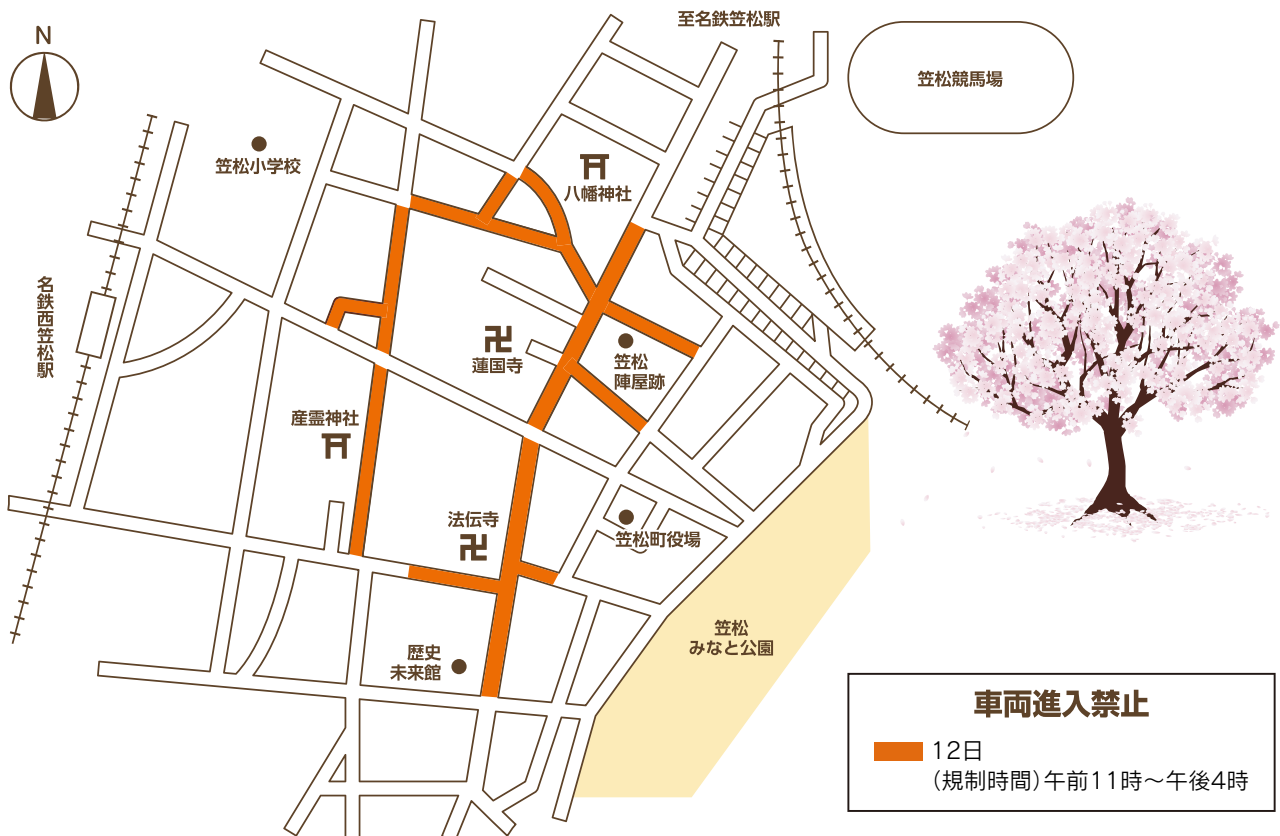 至名鉄笠松駅
N
笠松競馬場
笠松小学校
八幡神社
名鉄西笠松駅
蓮国寺
笠松
陣屋跡
産霊神社
法伝寺
笠松町役場
笠松
みなと公園
歴史
未来館
車両進入禁止
12日
(規制時間)午前11時～午後4時